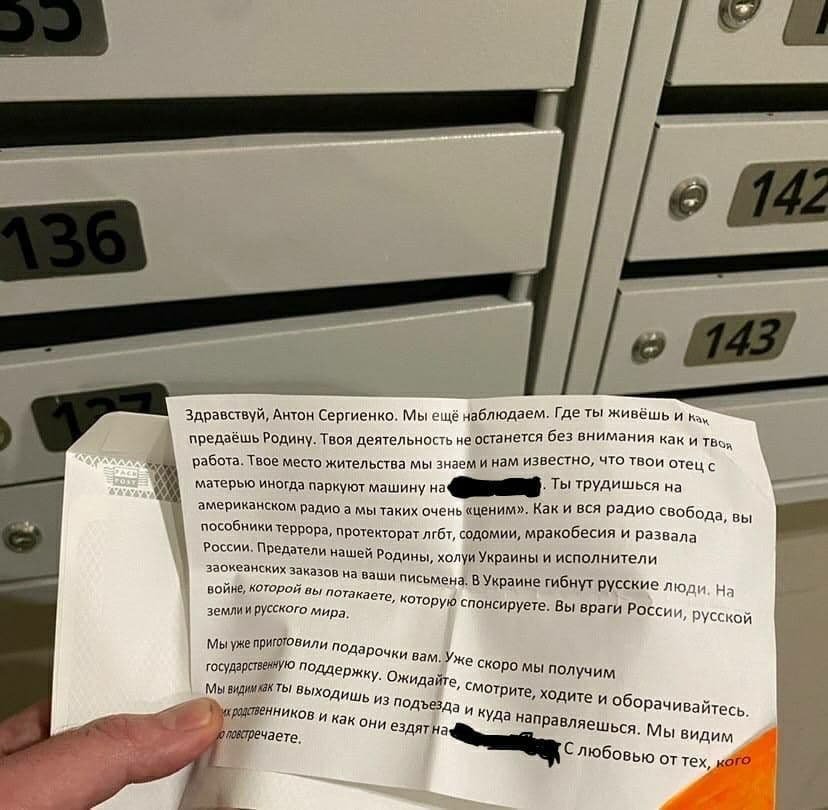 35
136
137
142
143
PACK
POST
Здравствуй, Антон Сергиенко. Мы ещё наблюдаем. Где ты живёшь и как
предаёшь Родину. Твоя деятельность не останется без внимания как и твоя
работа. Твое место жительства мы знаем и нам известно, что твои отец с
матерью иногда паркуют машину на . Ты трудишься на
американском радио а мы таких очень «ценим». Как и вся радио свобода, вы
пособники террора, протекторат лгбт, содомии, мракобесия и развала
России. Предатели нашей Родины, холуи Украины и исполнители
заокеанских заказов на ваши письмена. В Украине гибнут русские люди. На
войне, которой вы потакаете, которую спонсируете. Вы враги России, русской
земли и русского мира.
Мы уже приготовили подарочки вам. Уже скоро мы получим
государственную поддержку. Ожидайте, смотрите, ходите и оборачивайтесь.
Мы видим как ты выходишь из подъезда и куда направляешься. Мы видим
родственников и как они ездят на С любовью от тех, кого
повстречаете.